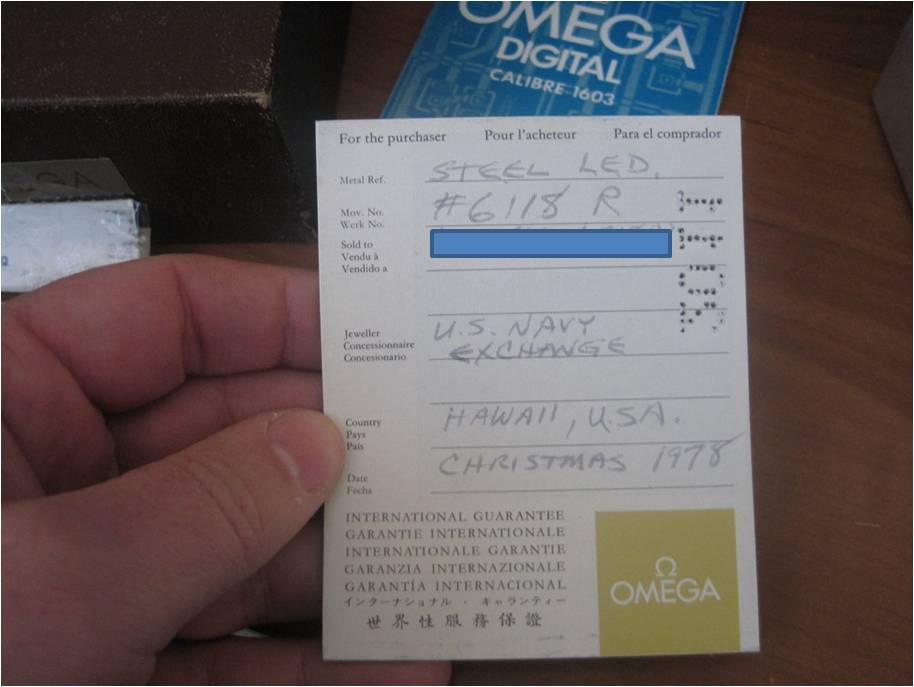 OMEGA
DIGITAL
CALIBRE 1603
For the purchaser Pour l'acheteur Para el comprador
Metal Ref. STEEL LED.
Mov. No. #6118 R
Werk No.
Sold to
Vendu à
Vendido a
Jeweller U.S. NAVY
Concessionnaire EXCHANGE
Concesionario
Country HAWAII, U.S.A.
Pays
Pais
Date CHRISTMAS 1978
Fecha
INTERNATIONAL GUARANTEE
GARANTIE INTERNATIONALE
INTERNATIONALE GARANTIE
GARANZIA INTERNAZIONALE
GARANTÍA INTERNACIONAL
インターナショナル・ギャランティー
世界性服務保證
Ω
OMEGA